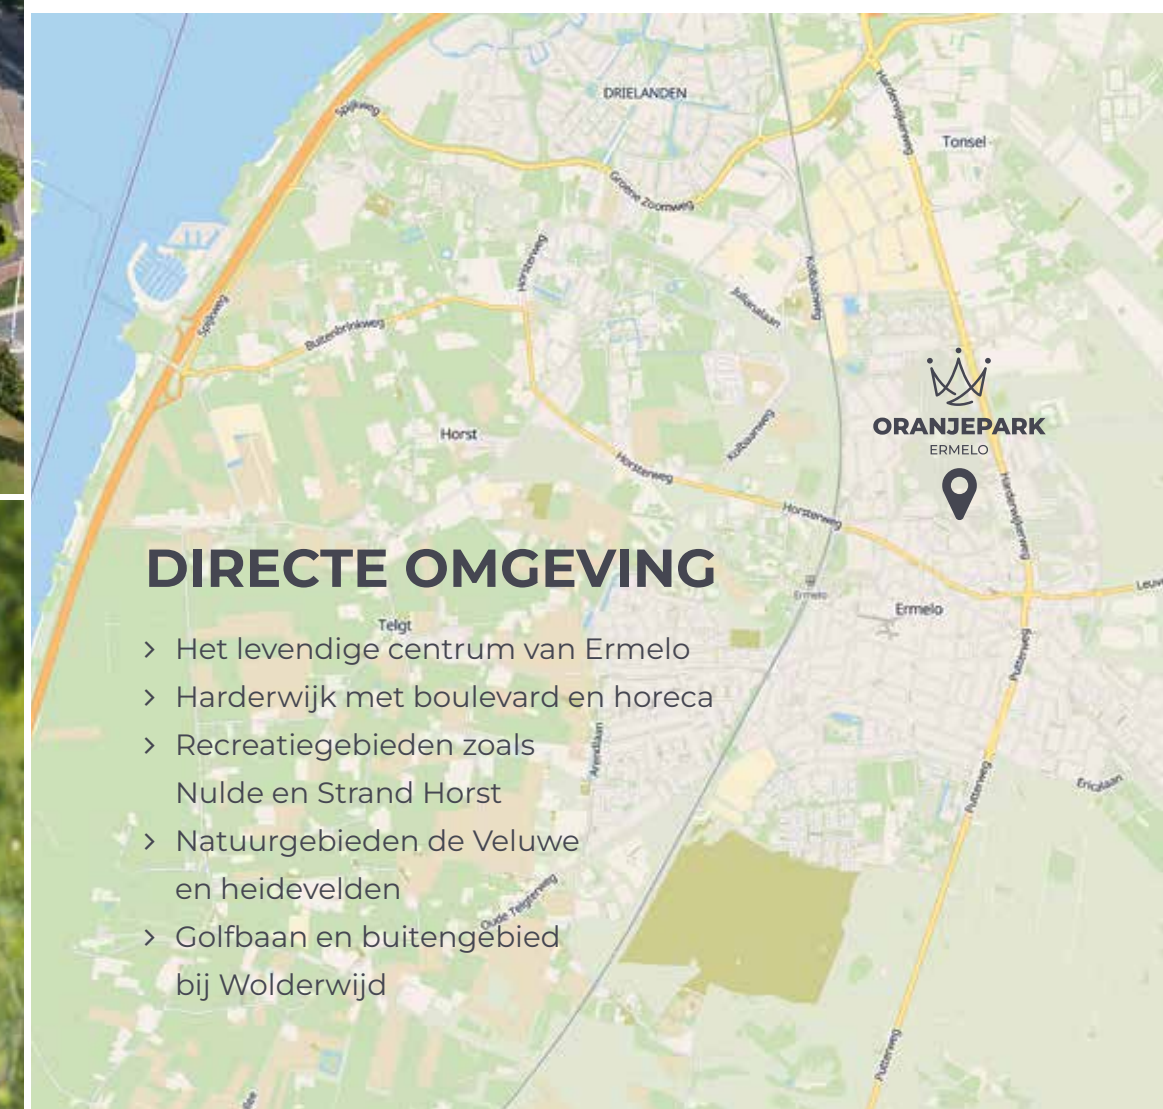 DRIELANDEN
Spijkweg
Harderwijkerweg
Tonsel
Groene Zoomweg
Horsterweg
Kolbaanweg
Julianalaan
Spijkweg
Buitenbrinkweg
ORANJEPARK
ERMELO
Horst
Kolbaanweg
Horsterweg
Horsterweg
Harderwijkerweg
DIRECTE OMGEVING
Ermelo
Ermelo
Telgt
Putterweg
Het levendige centrum van Ermelo
Harderwijk met boulevard en horeca
Recreatiegebieden zoals
Nulde en Strand Horst
Arendlaan
Putterweg
Ericalaan
Natuurgebieden de Veluwe
en heidevelden
Oude Telgterweg
Golfbaan en buitengebied
bij Wolderwijd
Putterweg